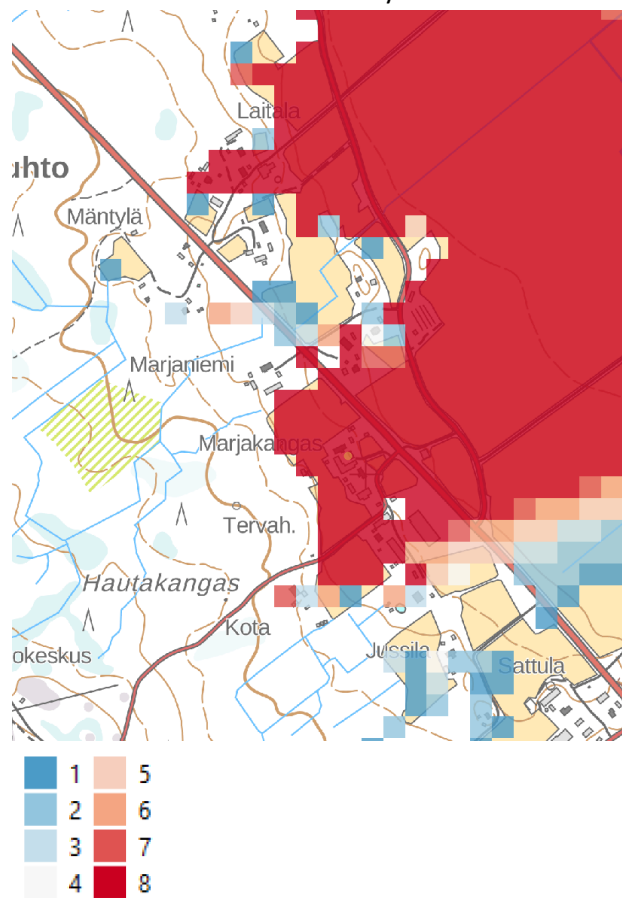 Laitala
uhto
Mäntylä
Marjaniemi
Marjakangas
Tervah.
Hautakangas
Kota
okeskus
Jussila
Sattula
1 5
2 6
3 7
4 8